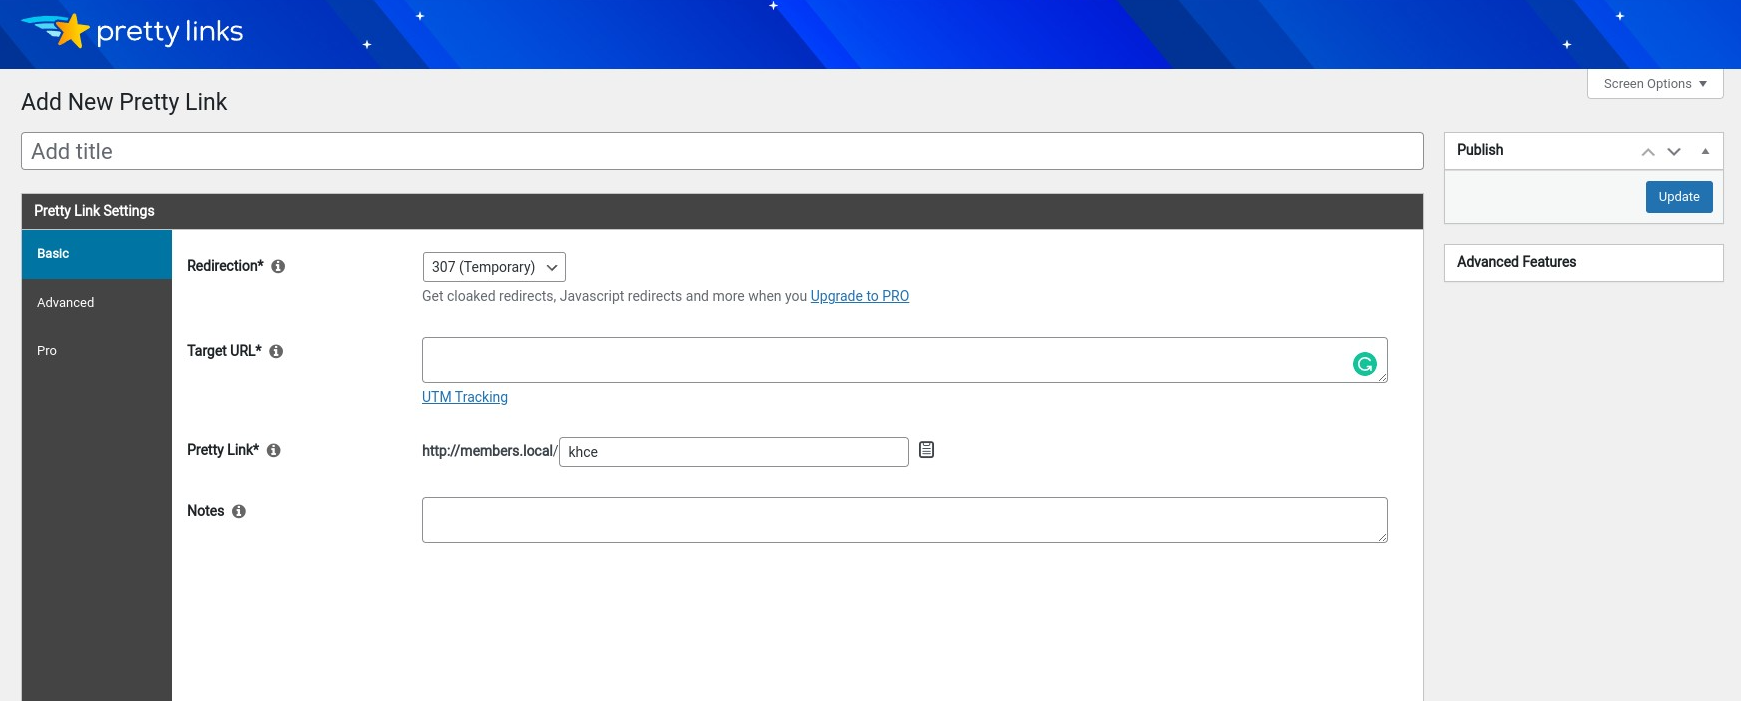 pretty links
Screen Options
Add New Pretty Link
Add title
Publish
Update
Advanced Features
Pretty Link Settings
Basic
Advanced
Pro
Redirection*
307 (Temporary)
Get cloaked redirects, Javascript redirects and more when you Upgrade to PRO
Target URL*
UTM Tracking
Pretty Link*
http://members.local/ khce
Notes